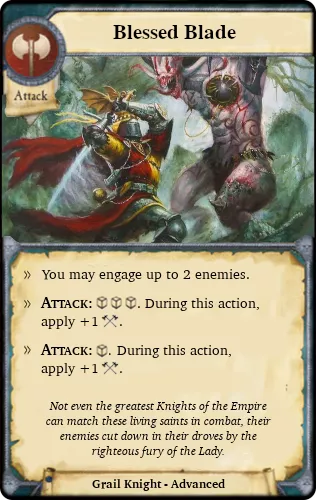 Blessed Blade
Attack
» You may engage up to 2 enemies.
» ATTACK: . During this action,
apply +1 .
» ATTACK: . During this action,
apply +1 .
Not even the greatest Knights of the Empire
can match these living saints in combat, their
enemies cut down in their droves by the
righteous fury of the Lady.
Grail Knight - Advanced